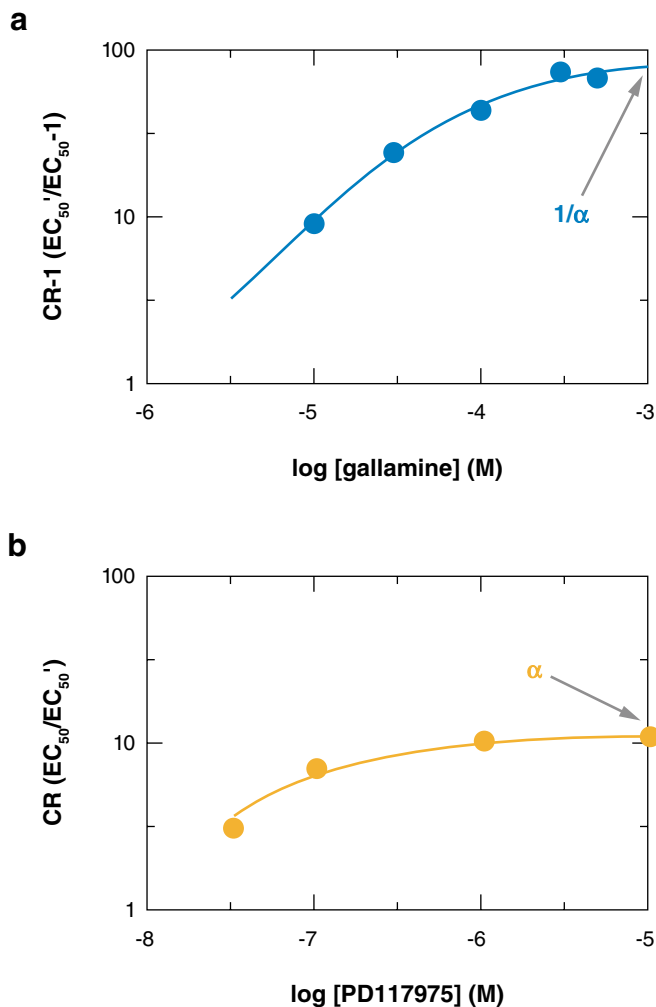 a
100
10
1
CR-1 (EC50'/EC50-1)
1/α
-6 -5 -4 -3
log [gallamine] (M)
b
100
10
1
CR (EC50/EC50')
α
-8 -7 -6 -5
log [PD117975] (M)